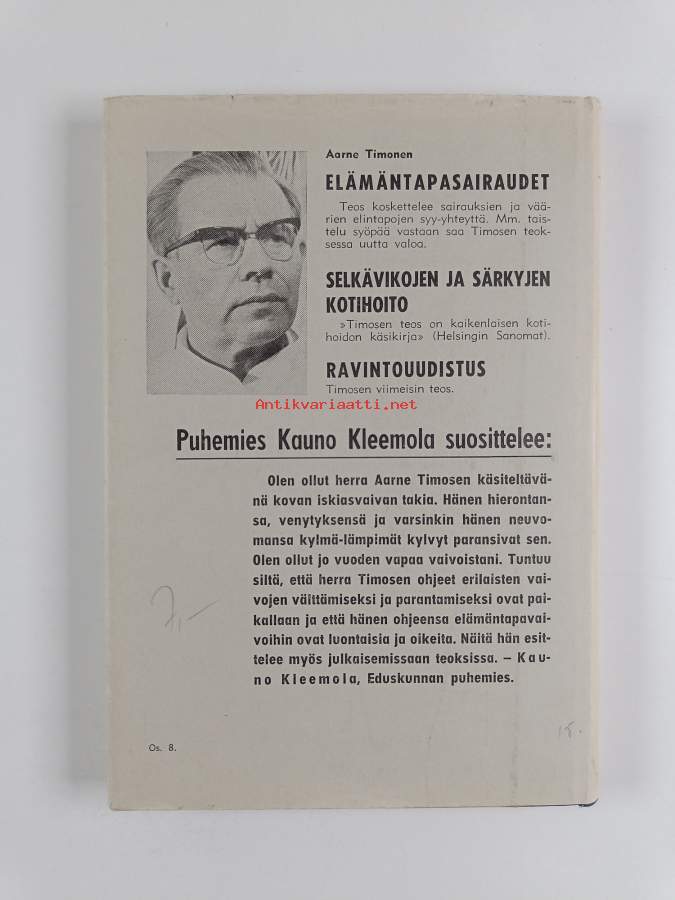 Aarne Timonen
ELÄMÄNTAPASAIRAUDET
Teos koskettelee sairauksien ja vää-
rien elintapojen syy-yhteyttä. Mm. tais-
telu syöpää vastaan saa Timosen teok-
sessa uutta valoa.
SELKÄVIKOJEN JA SÄRKYJEN
KOTIHOITO
»Timosen teos on kaikenlaisen koti-
hoidon käsikirja» (Helsingin Sanomat).
RAVINTOUUDISTUS
Timosen viimeisin teos.
Antikvariaatti.net
Puhemies Kauno Kleemola suosittelee:
Olen ollut herra Aarne Timosen käsiteltävä-
nä kovan iskiasvaivan takia. Hänen hierontan-
sa, venytyksensä ja varsinkin hänen neuvo-
mansa kylmä-lämpimät kylvyt paransivat sen.
Olen ollut jo vuoden vapaa vaivoistani. Tuntuu
siltä, että herra Timosen ohjeet erilaisten vai-
vojen välttämiseksi ja parantamiseksi ovat pai-
kallaan ja että hänen ohjeensa elämäntapavai-
voihin ovat luontaisia ja oikeita. Näitä hän esit-
telee myös julkaisemissaan teoksissa. – Kau-
no Kleemola, Eduskunnan puhemies.
7,–
Os. 8.